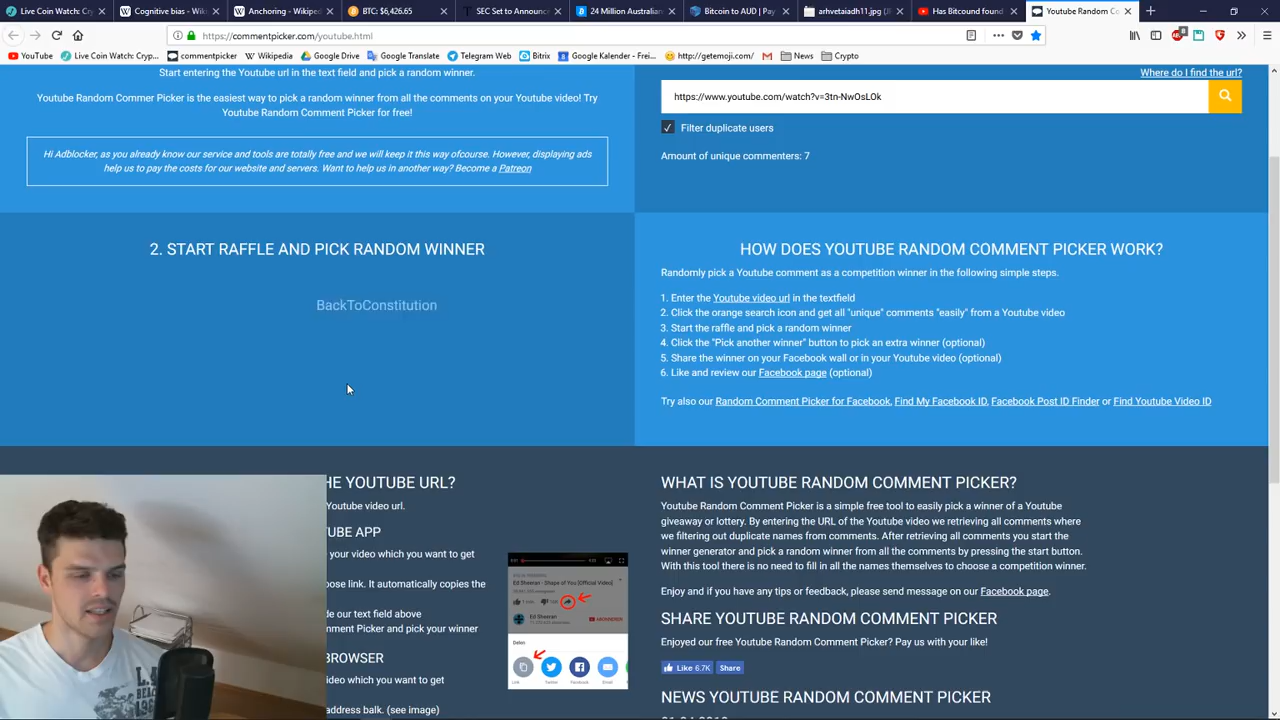 Live Coin Watch: Cry
Cognitive bias - Wiki
Anchoring - Wikiped
BTC: $6,426.65
SEC Set to Announc
24 Million Australian
Bitcoin to AUD | Pay
arhvetaiadh11.jpg (
Has Bitcound found
Youtube Random Co
https://commentpicker.com/youtube.html
YouTube
Live Coin Watch: Cryp...
commentpicker
Wikipedia
Google Drive
Google Translate
Telegram Web
Bitrix
Google Kalender - Frei...
http://getemoji.com/
News
Crypto
Start entering the Youtube url in the text field and pick a random winner.
Youtube Random Commer Picker is the easiest way to pick a random winner from all the comments on your Youtube video! Try
Youtube Random Comment Picker for free!
Hi Adblocker, as you already know our service and tools are totally free and we will keep it this way ofcourse. However, displaying ads
help us to pay the costs for our website and servers. Want to help us in another way? Become a Patreon
Where do I find the url?
https://www.youtube.com/watch?v=3tn-NwOsLOk
Filter duplicate users
Amount of unique commenters: 7
2. START RAFFLE AND PICK RANDOM WINNER
BackToConstitution
HOW DOES YOUTUBE RANDOM COMMENT PICKER WORK?
Randomly pick a Youtube comment as a competition winner in the following simple steps.
1. Enter the Youtube video url in the textfield
2. Click the orange search icon and get all "unique" comments "easily" from a Youtube video
3. Start the raffle and pick a random winner
4. Click the "Pick another winner" button to pick an extra winner (optional)
5. Share the winner on your Facebook wall or in your Youtube video (optional)
6. Like and review our Facebook page (optional)
Try also our Random Comment Picker for Facebook, Find My Facebook ID, Facebook Post ID Finder or Find Youtube Video ID
HE YOUTUBE URL?
Youtube video url.
TUBE APP
your video which you want to get
oose link. It automatically copies the
de our text field above
mment Picker and pick your winner
BROWSER
video which you want to get
address balk. (see image)
Ed Sheeran - Shape of You [Official Video]
Ed Sheeran
Delen
Link
Twitter
Facebook
Email
WHAT IS YOUTUBE RANDOM COMMENT PICKER?
Youtube Random Comment Picker is a simple free tool to easily pick a winner of a Youtube
giveaway or lottery. By entering the URL of the Youtube video we retrieving all comments where
we filtering out duplicate names from comments. After retrieving all comments you start the
winner generator and pick a random winner from all the comments by pressing the start button.
With this tool there is no need to fill in all the names themselves to choose a competition winner.
Enjoy and if you have any tips or feedback, please send message on our Facebook page.
SHARE YOUTUBE RANDOM COMMENT PICKER
Enjoyed our free Youtube Random Comment Picker? Pay us with your like!
Like 6.7K
Share
NEWS YOUTUBE RANDOM COMMENT PICKER